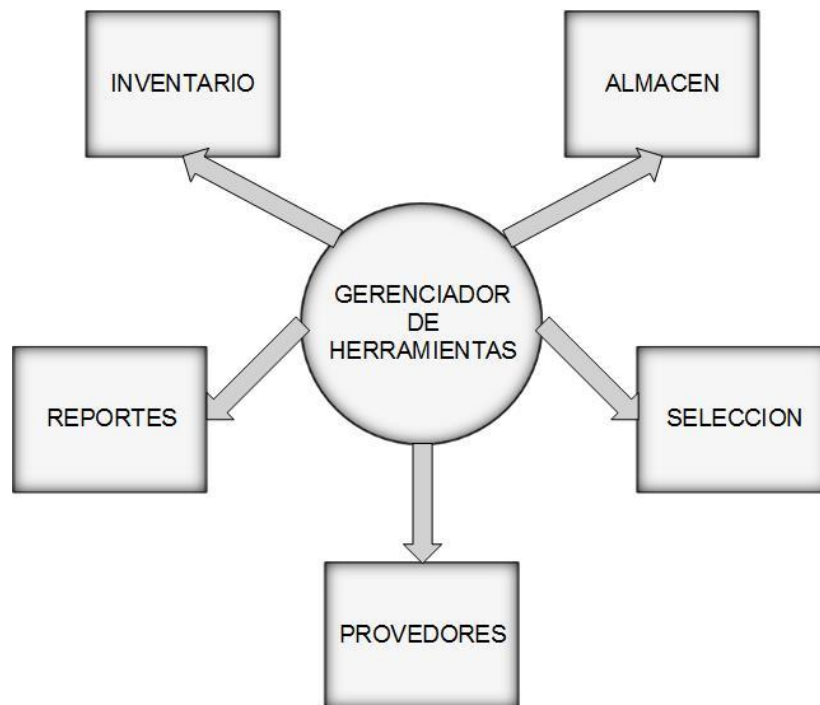 INVENTARIO
ALMACEN
GERENCIADOR
DE
HERRAMIENTAS
REPORTES
SELECCION
PROVEDORES